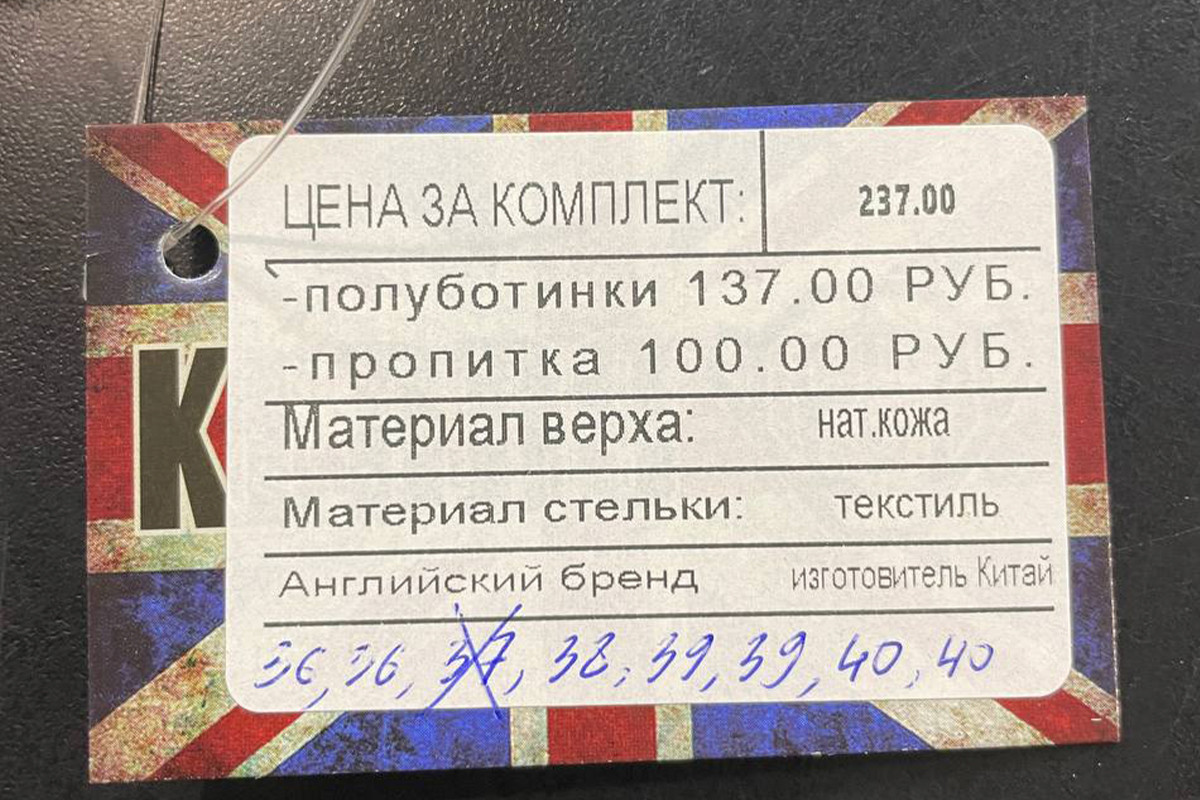 ЦЕНА ЗА КОМПЛЕКТ: 237.00
-полуботинки 137.00 РУБ.
-пропитка 100.00 РУБ.
К
Материал верха: нат.кожа
Материал стельки: текстиль
Английский бренд изготовитель Китай
36, 36, 37, 38, 39, 39, 40, 40